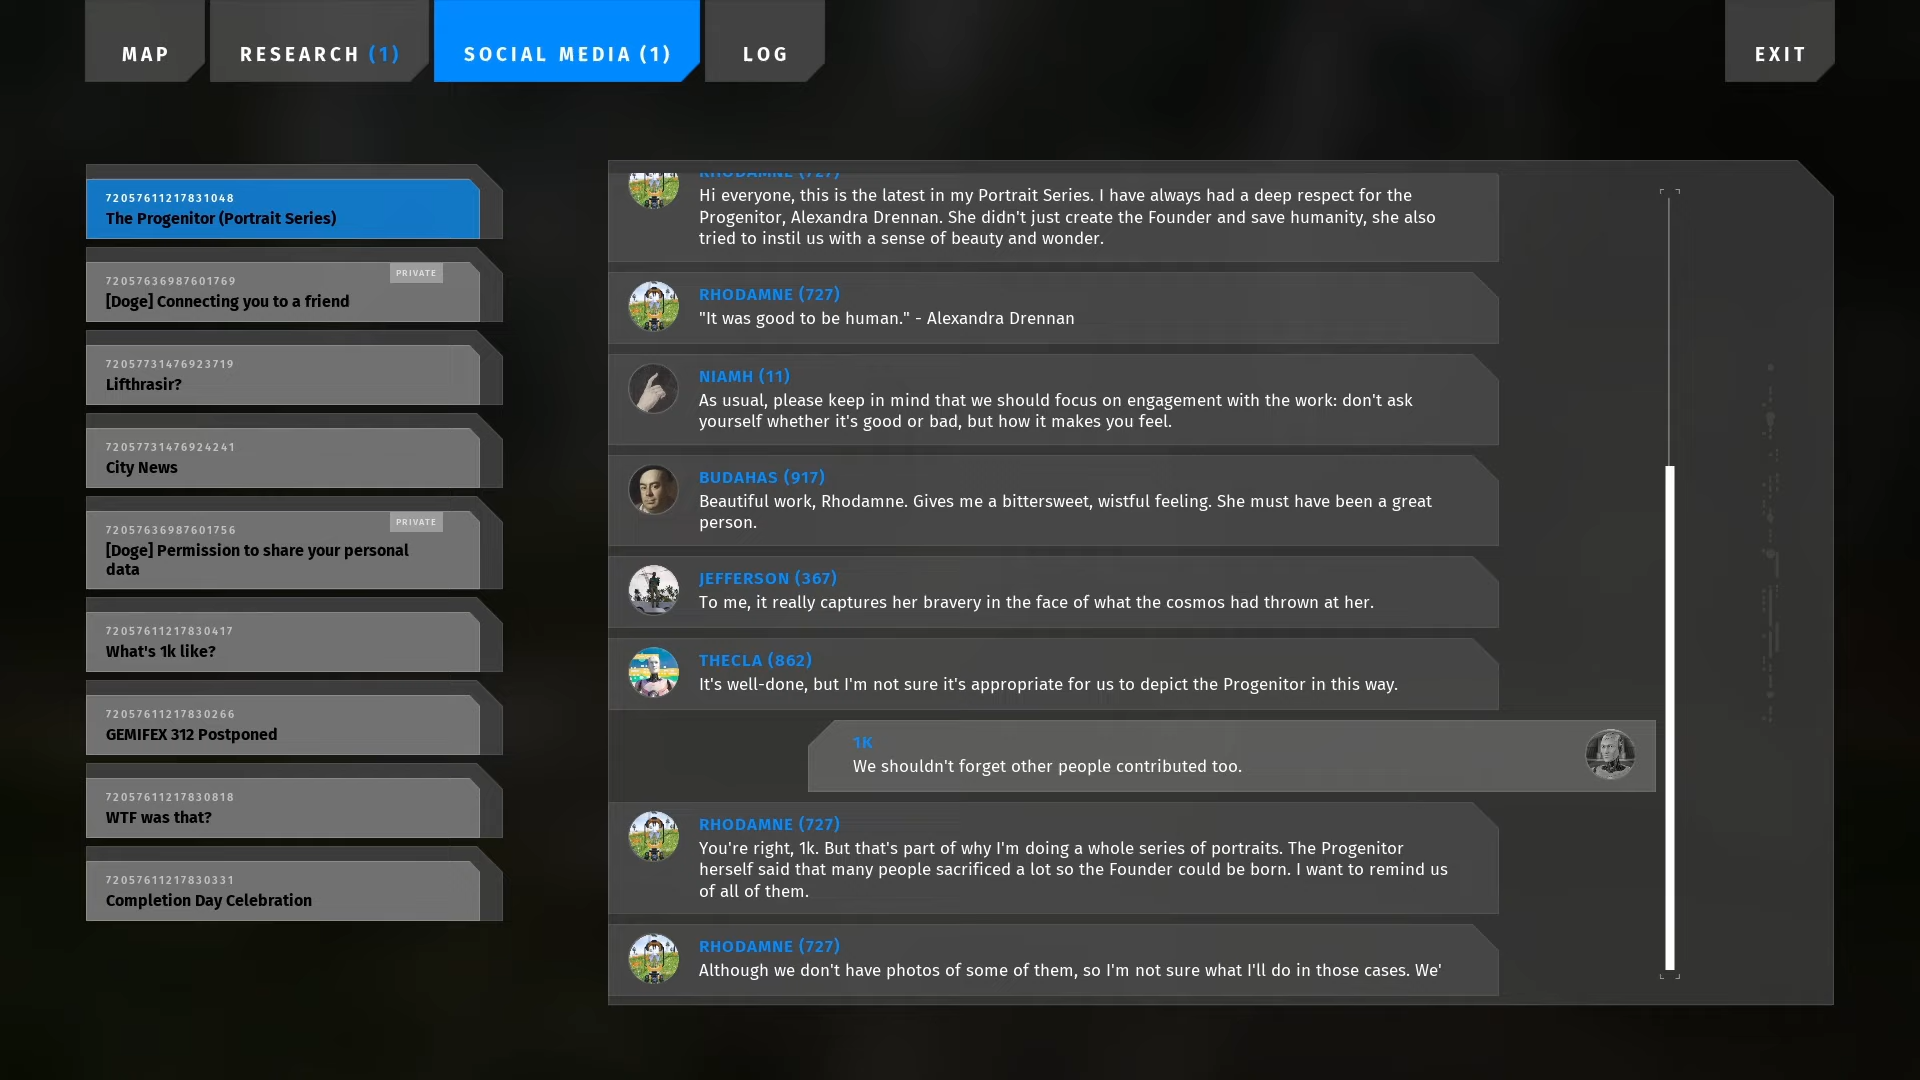 MAP
RESEARCH (1)
SOCIAL MEDIA (1)
LOG
EXIT
72057611217831048
The Progenitor (Portrait Series)
PRIVATE
72057636987601769
[Doge] Connecting you to a friend
72057731476923719
Lifthrasir?
72057731476924241
City News
PRIVATE
72057636987601756
[Doge] Permission to share your personal
data
72057611217830417
What's 1k like?
72057611217830266
GEMIFEX 312 Postponed
72057611217830818
WTF was that?
72057611217830331
Completion Day Celebration
RHODAMNE (727)
Hi everyone, this is the latest in my Portrait Series. I have always had a deep respect for the
Progenitor, Alexandra Drennan. She didn't just create the Founder and save humanity, she also
tried to instil us with a sense of beauty and wonder.
RHODAMNE (727)
"It was good to be human." - Alexandra Drennan
NIAMH (11)
As usual, please keep in mind that we should focus on engagement with the work: don't ask
yourself whether it's good or bad, but how it makes you feel.
BUDAHAS (917)
Beautiful work, Rhodamne. Gives me a bittersweet, wistful feeling. She must have been a great
person.
JEFFERSON (367)
To me, it really captures her bravery in the face of what the cosmos had thrown at her.
THECLA (862)
It's well-done, but I'm not sure it's appropriate for us to depict the Progenitor in this way.
1K
We shouldn't forget other people contributed too.
RHODAMNE (727)
You're right, 1k. But that's part of why I'm doing a whole series of portraits. The Progenitor
herself said that many people sacrificed a lot so the Founder could be born. I want to remind us
of all of them.
RHODAMNE (727)
Although we don't have photos of some of them, so I'm not sure what I'll do in those cases. We'